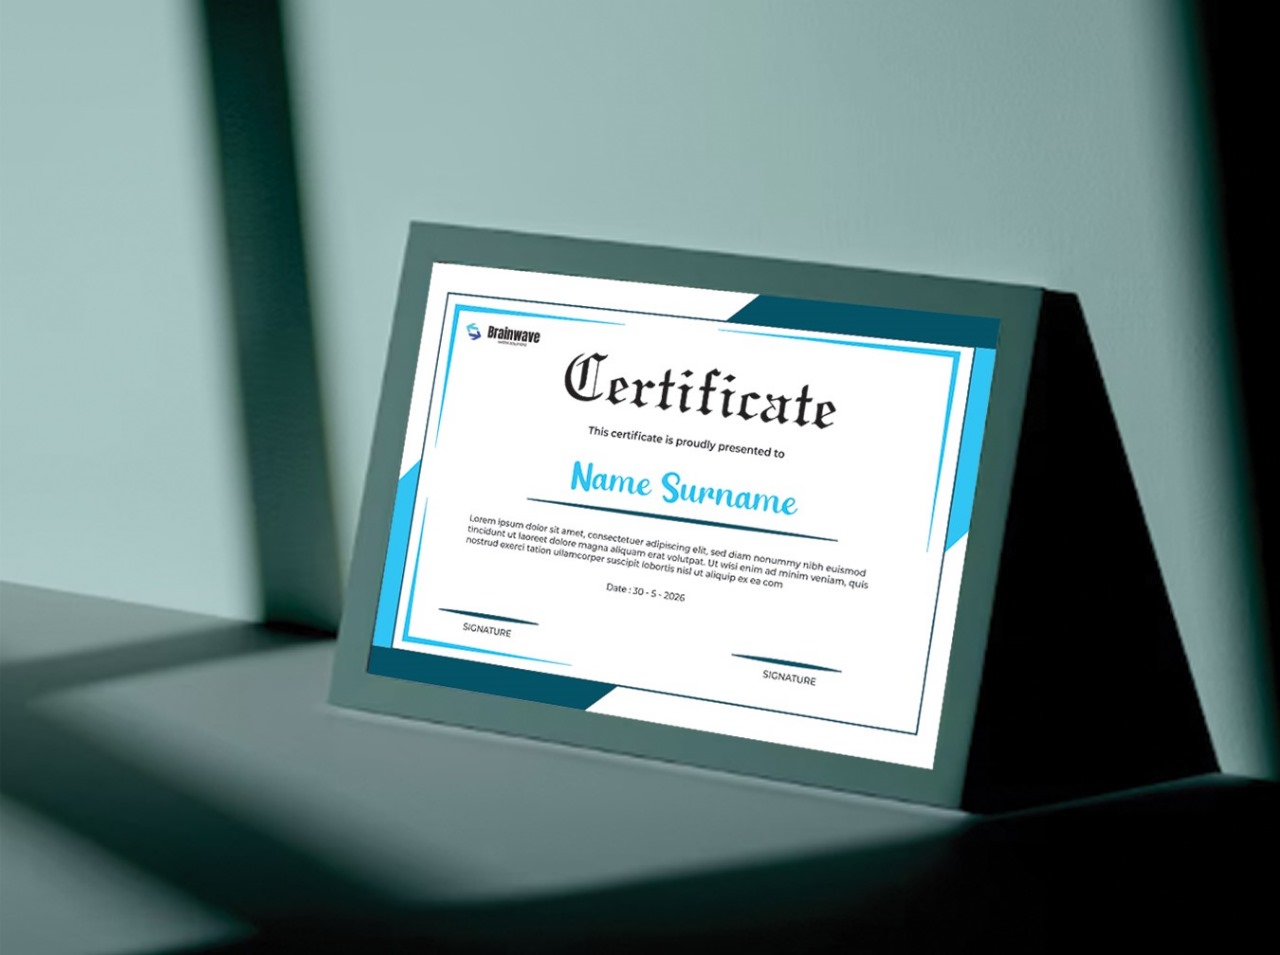 Brainwave
Certificate
This certificate is proudly presented to
Name Surname
Lorem ipsum dolor sit amet, consectetuer adipiscing elit, sed diam nonummy nibh euismod
tincidunt ut laoreet dolore magna aliquam erat volutpat. Ut wisi enim ad minim veniam, quis
nostrud exerci tation ullamcorper suscipit lobortis nisl ut aliquip ex ea com
Date : 30 - 5 - 2026
SIGNATURE
SIGNATURE